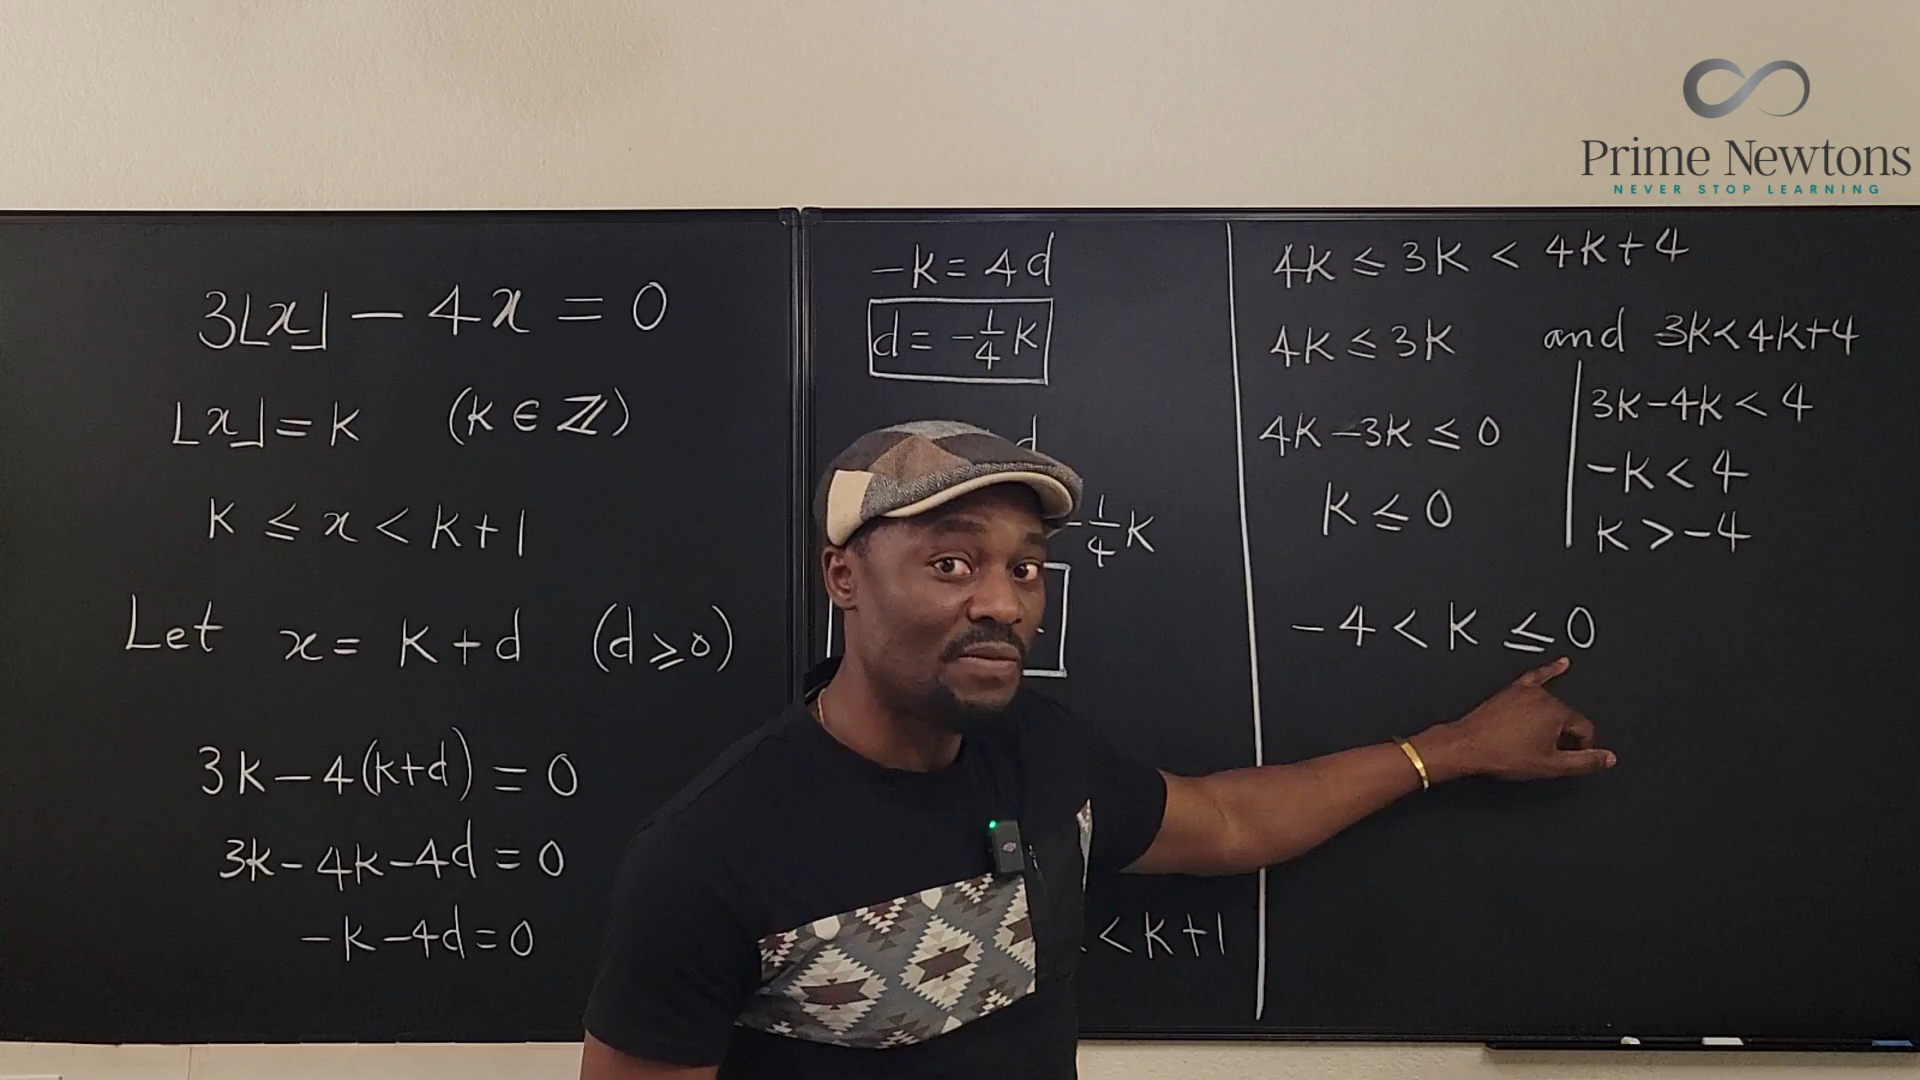 Prime Newtons
NEVER STOP LEARNING
3⌊x⌋ − 4x = 0
⌊x⌋ = k (k ∈ ℤ)
k ≤ x < k+1
Let x = k+d (d ≥ 0)
3k − 4(k+d) = 0
3k − 4k − 4d = 0
−k − 4d = 0
−k = 4d
d = −1/4 k
d
−1/4 k
< k+1
4k ≤ 3k < 4k+4
4k ≤ 3k and 3k < 4k+4
4k − 3k ≤ 0
k ≤ 0
3k − 4k < 4
−k < 4
k > −4
−4 < k ≤ 0